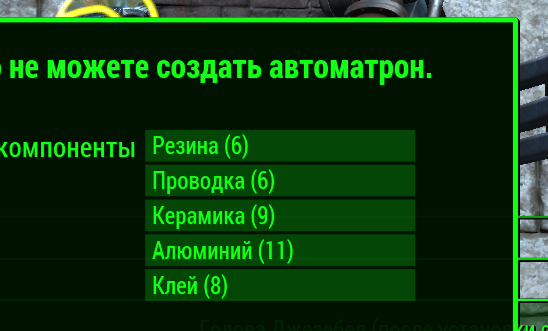 не можете создать автоматрон.
компоненты
Резина (6)
Проводка (6)
Керамика (9)
Алюминий (11)
Клей (8)